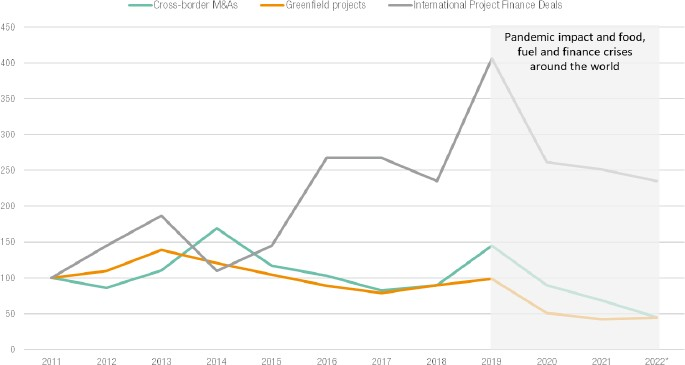 Cross-border M&As Greenfield projects International Project Finance Deals
450
Pandemic impact and food,
fuel and finance crises
around the world
400
350
300
250
200
150
100
50
0
2011 2012 2013 2014 2015 2016 2017 2018 2019 2020 2021 2022*